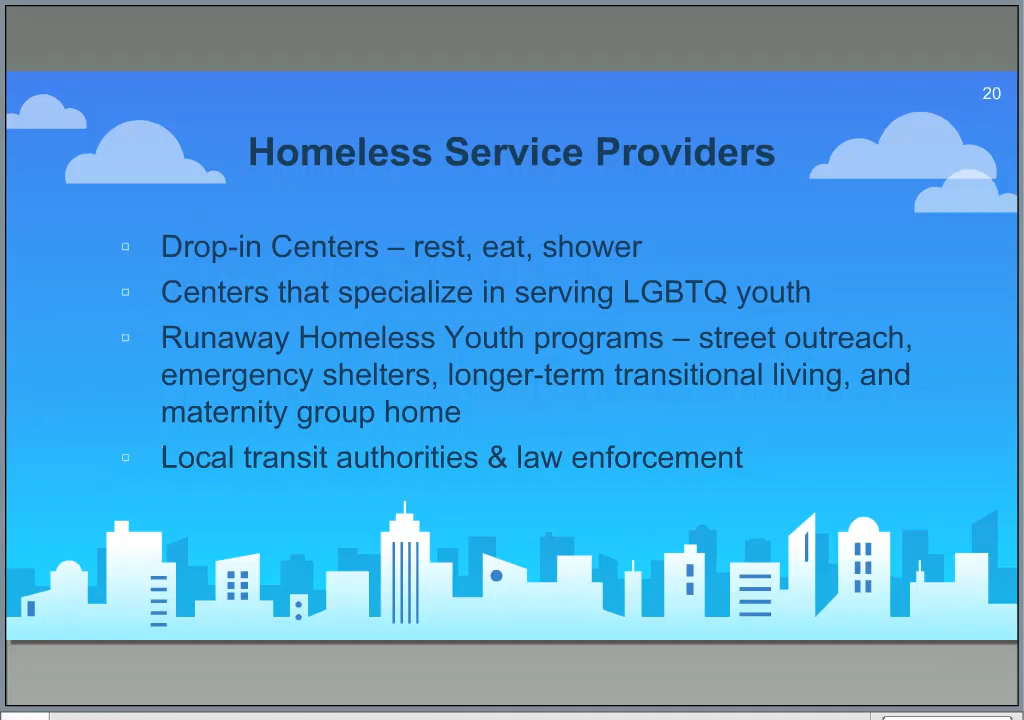 20
Homeless Service Providers
▫ Drop-in Centers – rest, eat, shower
▫ Centers that specialize in serving LGBTQ youth
▫ Runaway Homeless Youth programs – street outreach,
emergency shelters, longer-term transitional living, and
maternity group home
▫ Local transit authorities & law enforcement